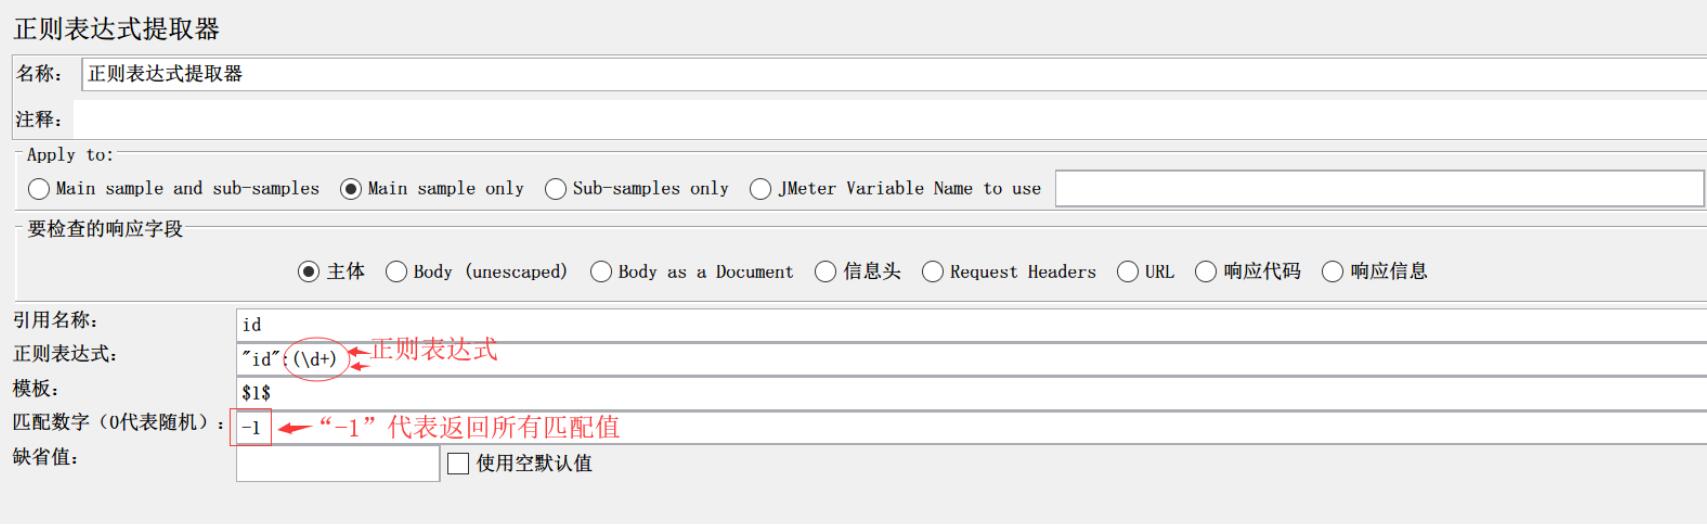 正则表达式提取器
名称： 正则表达式提取器
注释：
Apply to:
Main sample and sub-samples Main sample only Sub-samples only JMeter Variable Name to use
要检查的响应字段
主体 Body (unescaped) Body as a Document 信息头 Request Headers URL 响应代码 响应信息
引用名称： id
正则表达式： "id":(\d+) 正则表达式
模板： $1$
匹配数字（0代表随机）： -1 “-1”代表返回所有匹配值
缺省值： 使用空默认值